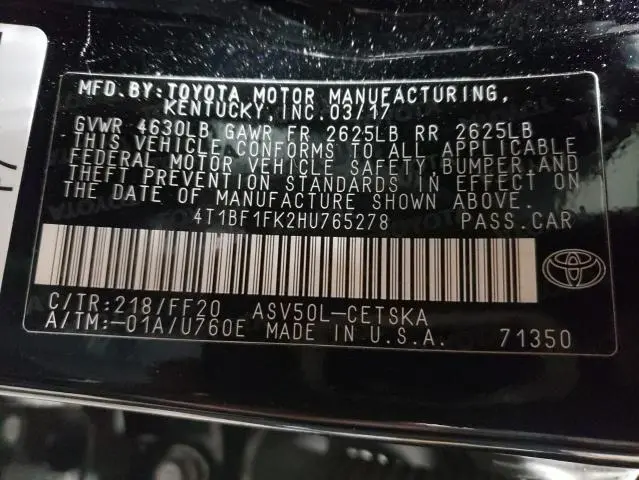 MFD. BY: TOYOTA MOTOR MANUFACTURING,
KENTUCKY, INC. 03/17
GVWR 4630LB GAWR FR 2625LB RR 2625LB
THIS VEHICLE CONFORMS TO ALL APPLICABLE
FEDERAL MOTOR VEHICLE SAFETY, BUMPER, AND
THEFT PREVENTION STANDARDS IN EFFECT ON
THE DATE OF MANUFACTURE SHOWN ABOVE.
4T1BF1FK2HU765278 PASS.CAR
C/TR:218/FF20 ASV50L-CETSKA
A/TM:-01A/U760E MADE IN U.S.A. 71350